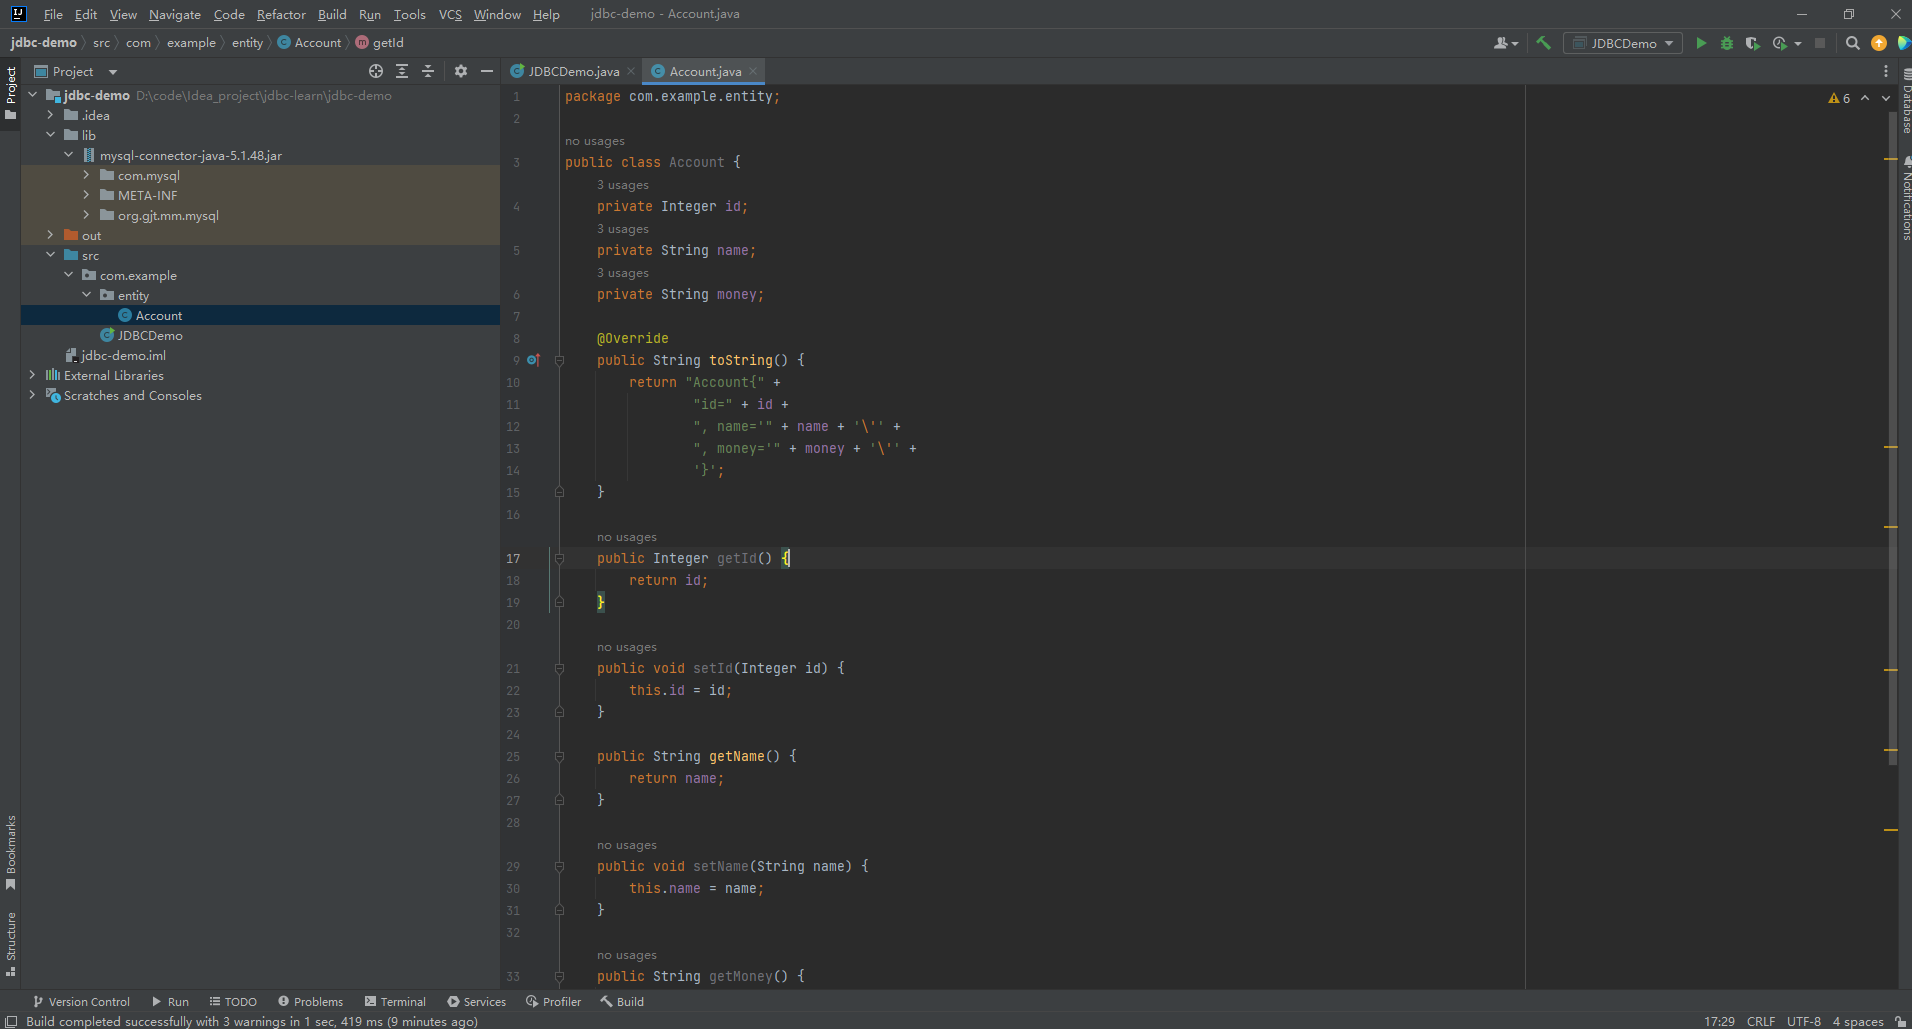 File Edit View Navigate Code Refactor Build Run Tools VCS Window Help jdbc-demo - Account.java
jdbc-demo src com example entity Account getId JDBCDemo
Project JDBCDemo.java Account.java
jdbc-demo D:\code\Idea_project\jdbc-learn\jdbc-demo
.idea
lib
mysql-connector-java-5.1.48.jar
com.mysql
META-INF
org.gjt.mm.mysql
out
src
com.example
entity
Account
JDBCDemo
jdbc-demo.iml
External Libraries
Scratches and Consoles
Project
Bookmarks
Structure
1 package com.example.entity;
2
no usages
3 public class Account {
3 usages
4 private Integer id;
3 usages
5 private String name;
3 usages
6 private String money;
7
8 @Override
9 public String toString() {
10 return "Account{" +
11 "id=" + id +
12 ", name='" + name + '\'' +
13 ", money='" + money + '\'' +
14 '}';
15 }
16
no usages
17 public Integer getId() {
18 return id;
19 }
20
no usages
21 public void setId(Integer id) {
22 this.id = id;
23 }
24
25 public String getName() {
26 return name;
27 }
28
no usages
29 public void setName(String name) {
30 this.name = name;
31 }
32
no usages
33 public String getMoney() {
6
Database
Notifications
Version Control Run TODO Problems Terminal Services Profiler Build
Build completed successfully with 3 warnings in 1 sec, 419 ms (9 minutes ago) 17:29 CRLF UTF-8 4 spaces